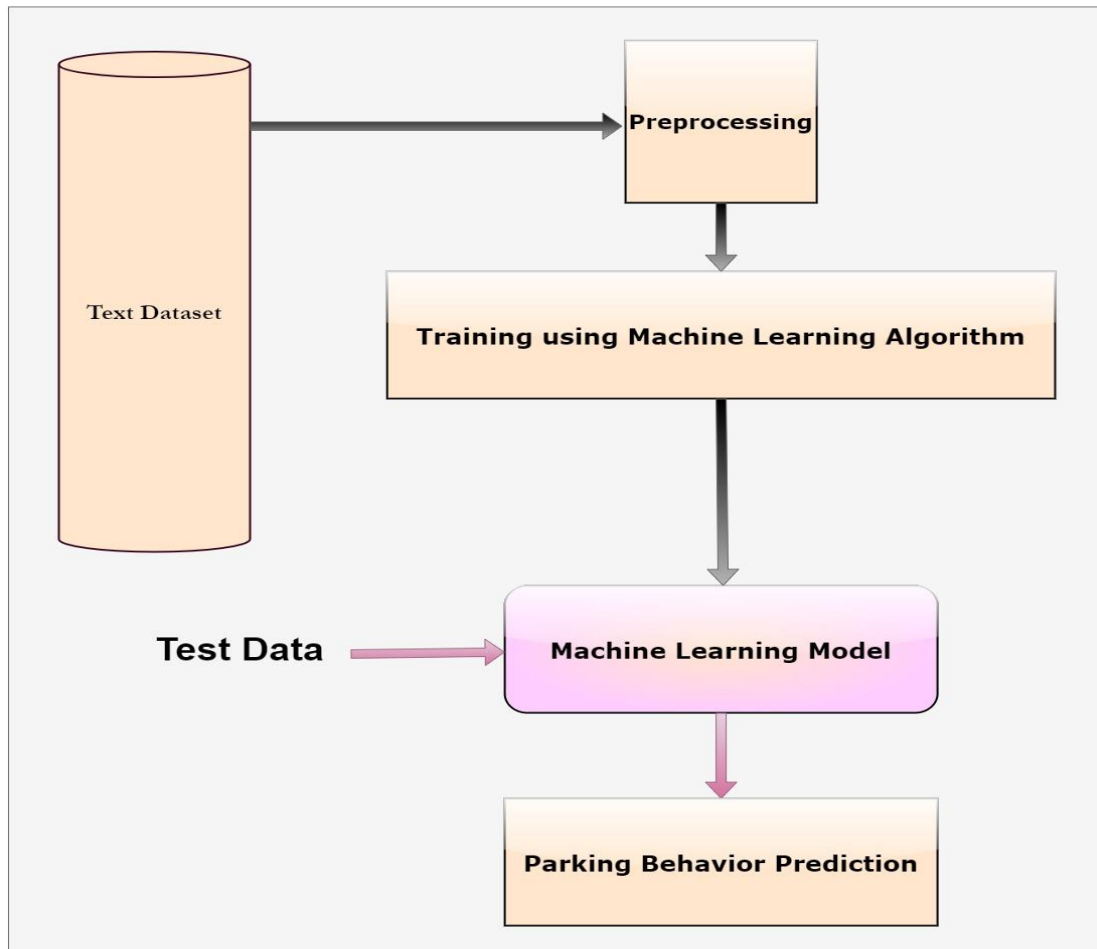 Preprocessing
Text Dataset
Training using Machine Learning Algorithm
Test Data
Machine Learning Model
Parking Behavior Prediction